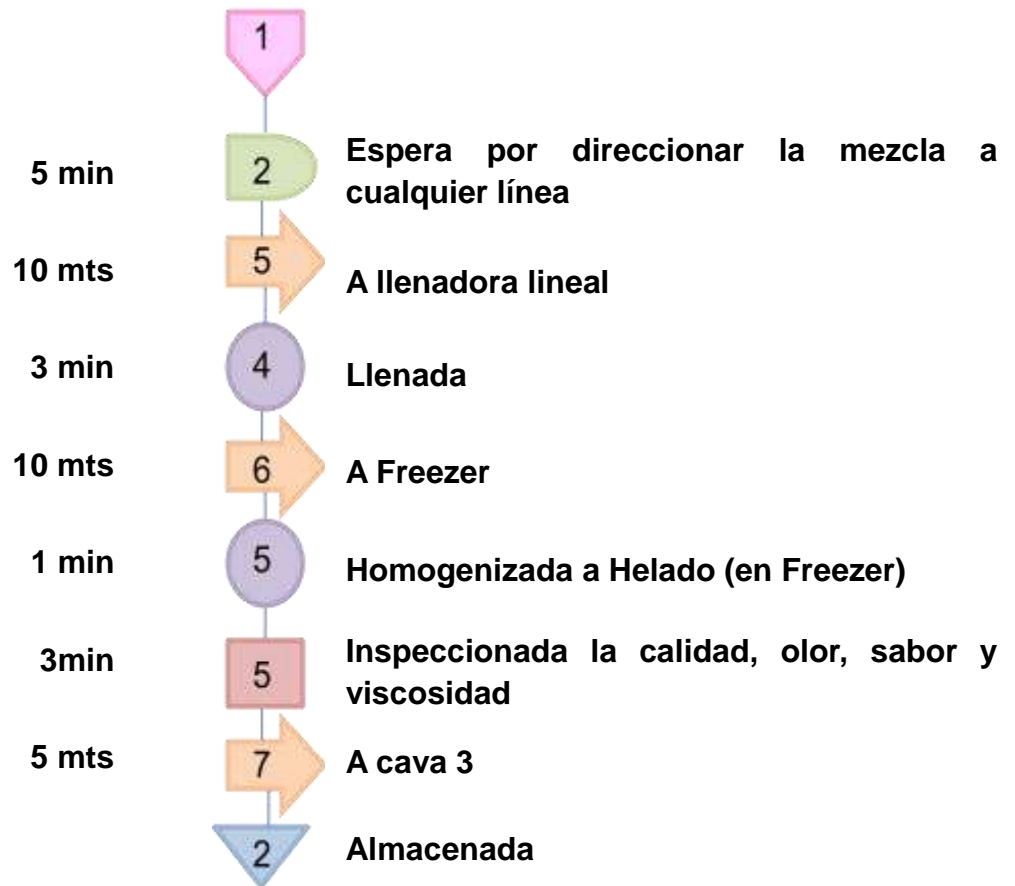 1
5 min
2
Espera por direccionar la mezcla a
cualquier línea
10 mts
5
A llenadora lineal
3 min
4
Llenada
10 mts
6
A Freezer
1 min
5
Homogenizada a Helado (en Freezer)
3min
5
Inspeccionada la calidad, olor, sabor y
viscosidad
5 mts
7
A cava 3
2
Almacenada